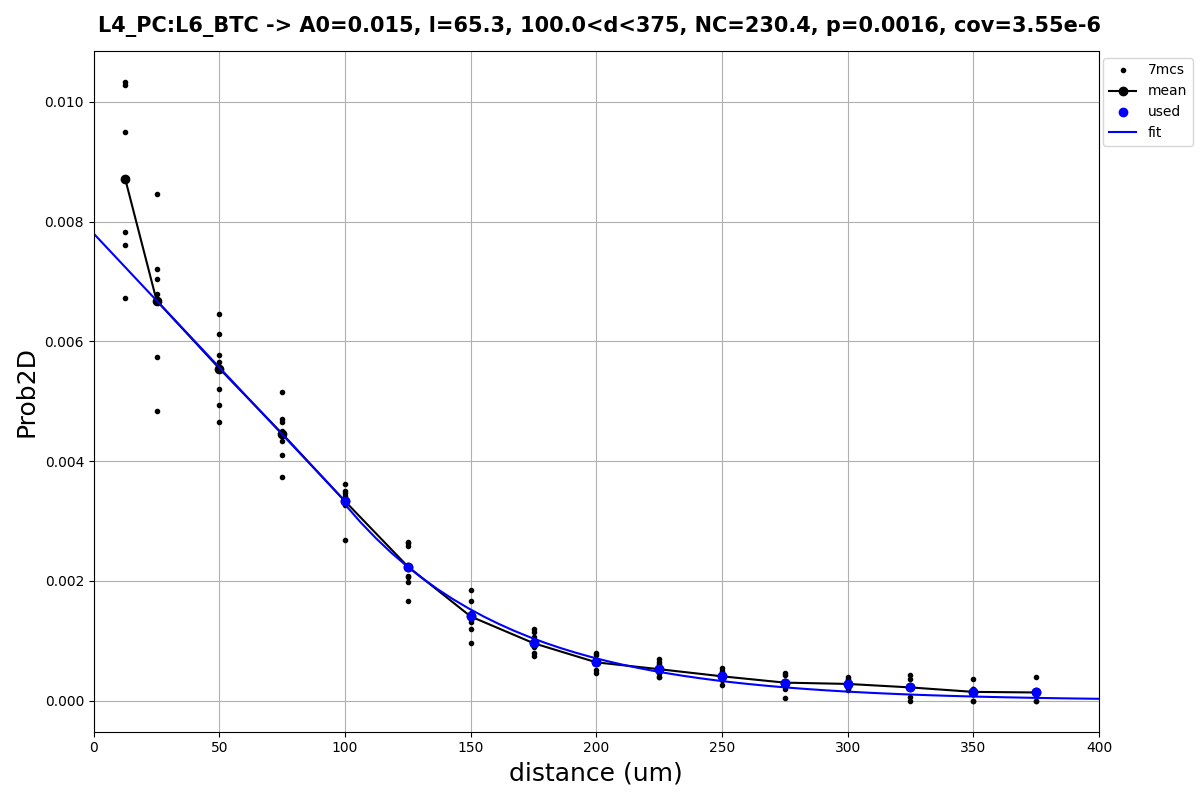 L4_PC:L6_BTC -> A0=0.015, l=65.3, 100.0<d<375, NC=230.4, p=0.0016, cov=3.55e-6
7mcs
mean
used
fit
0.010
0.008
0.006
0.004
0.002
0.000
Prob2D
0 50 100 150 200 250 300 350 400
distance (um)